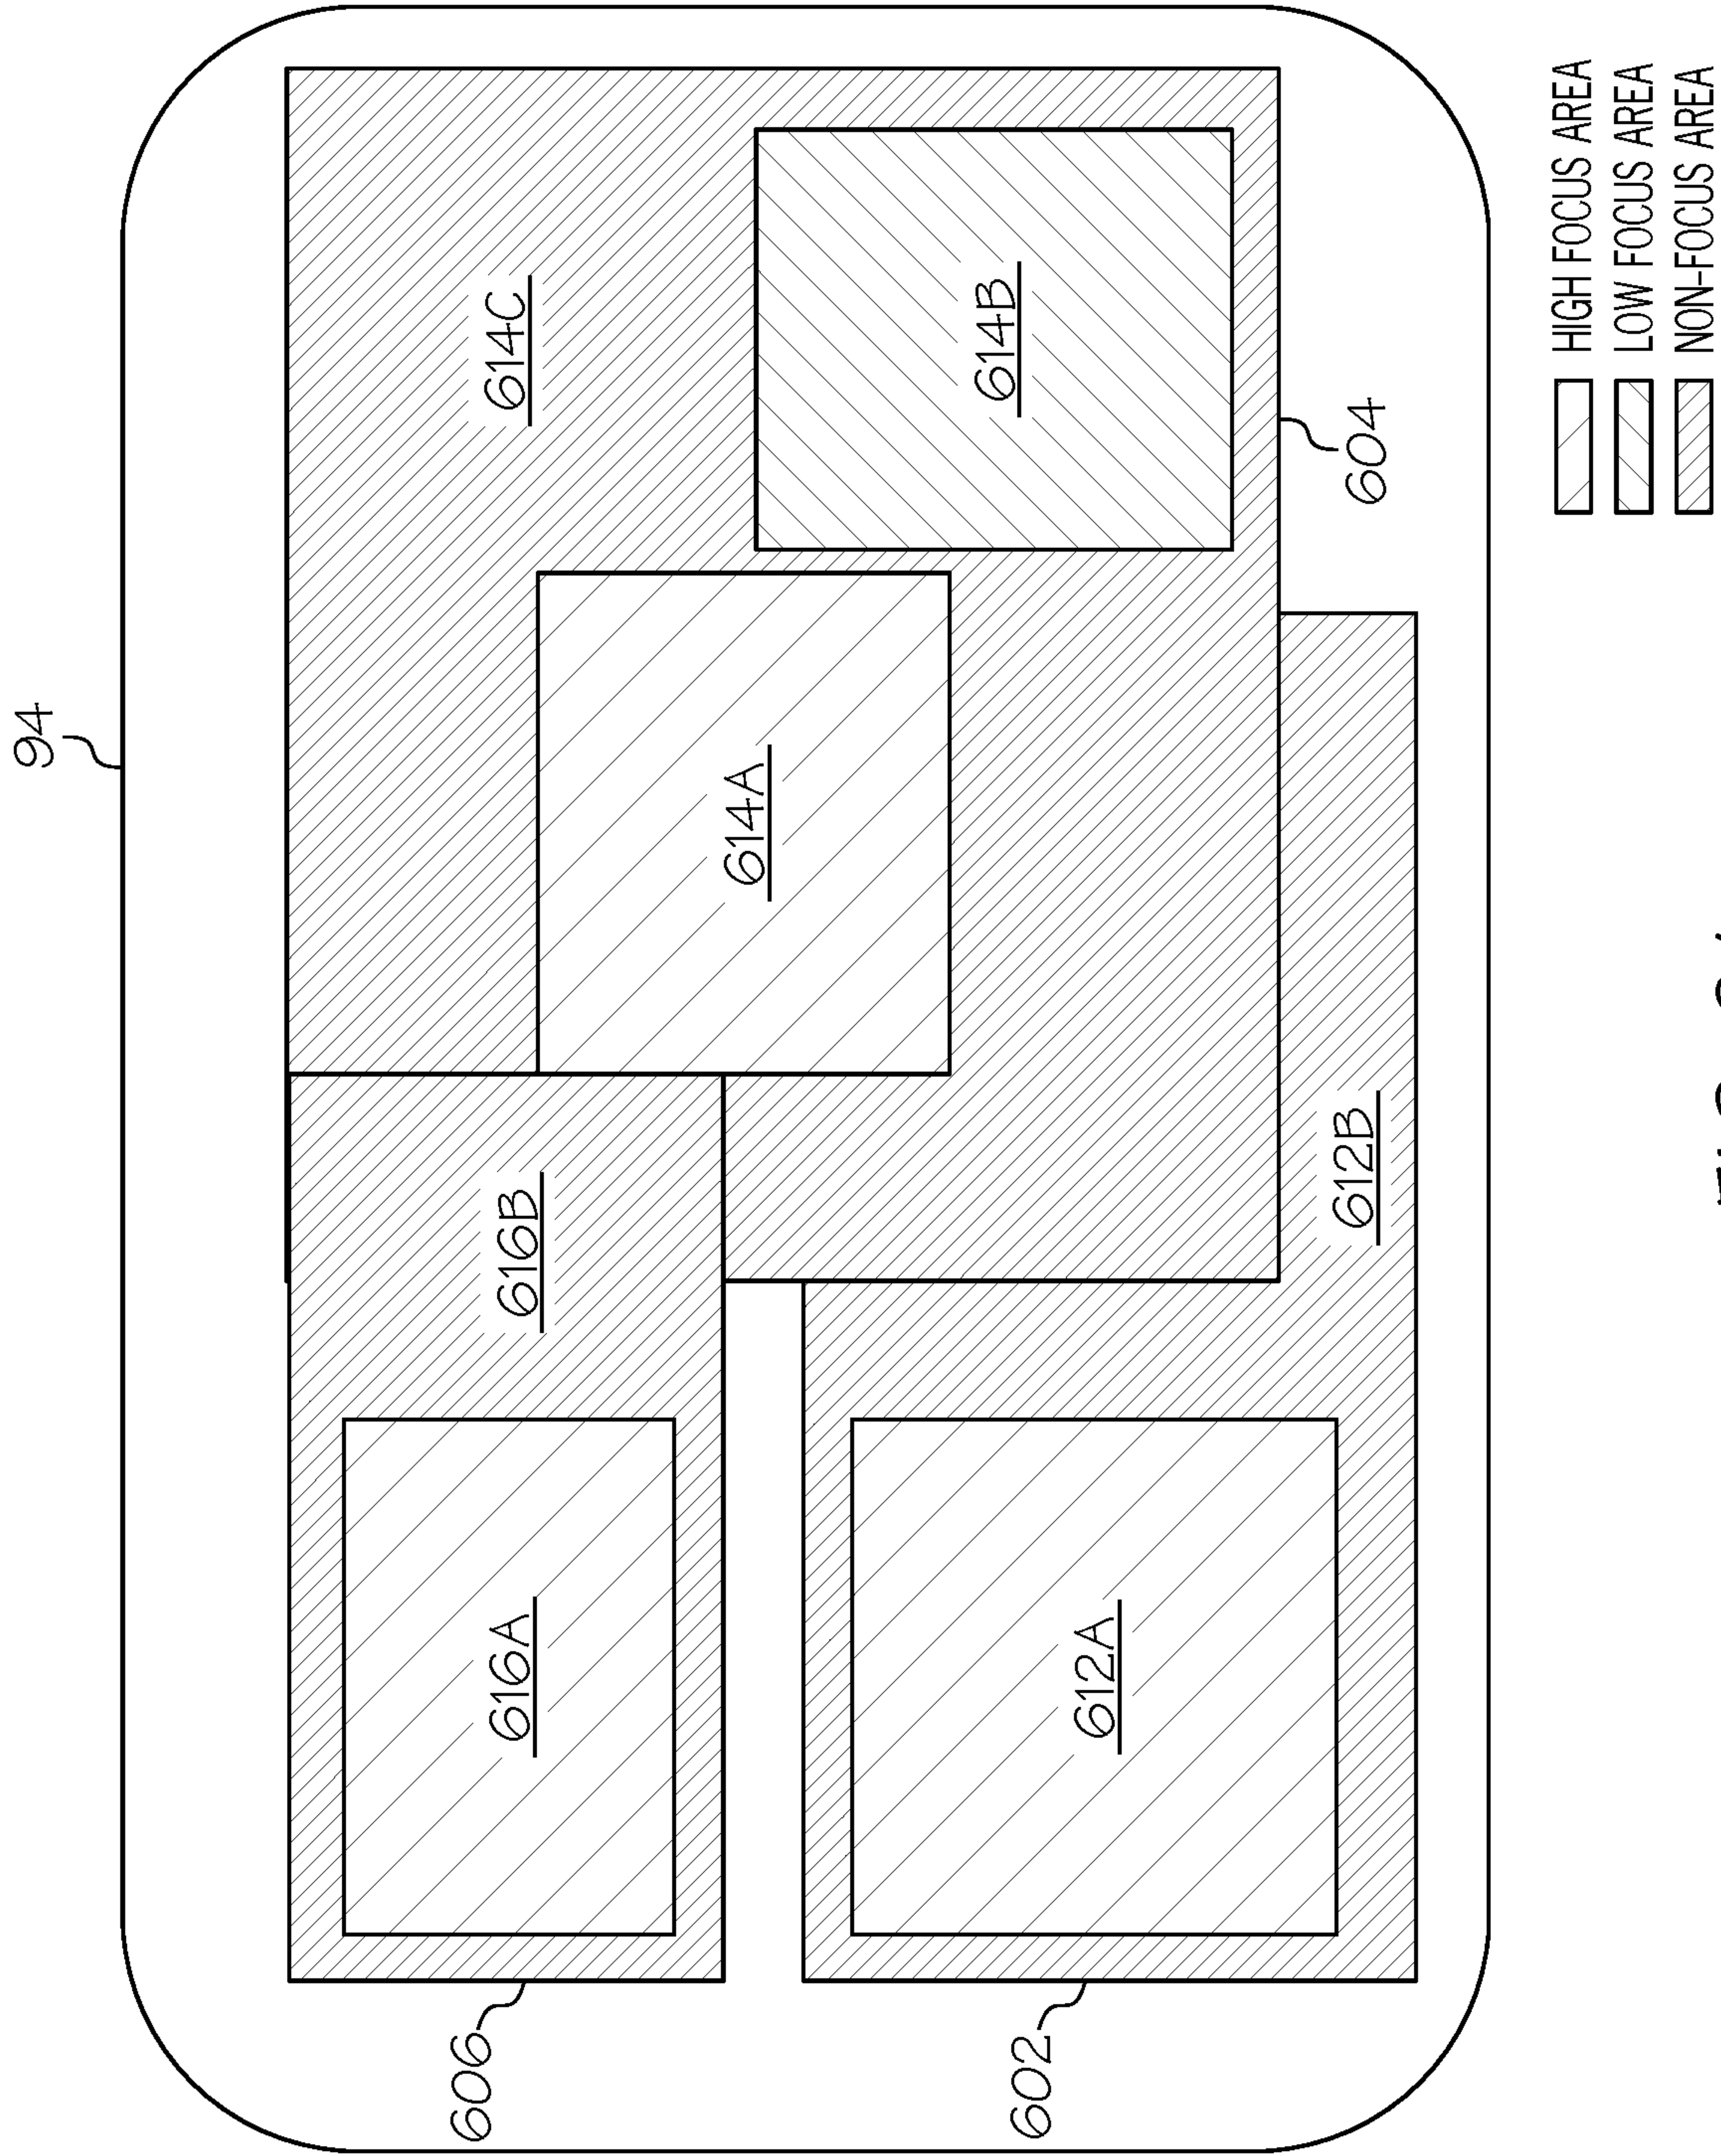 94
606
616A
616B
614C
614A
614B
602
612A
612B
604
HIGH FOCUS AREA
LOW FOCUS AREA
NON-FOCUS AREA